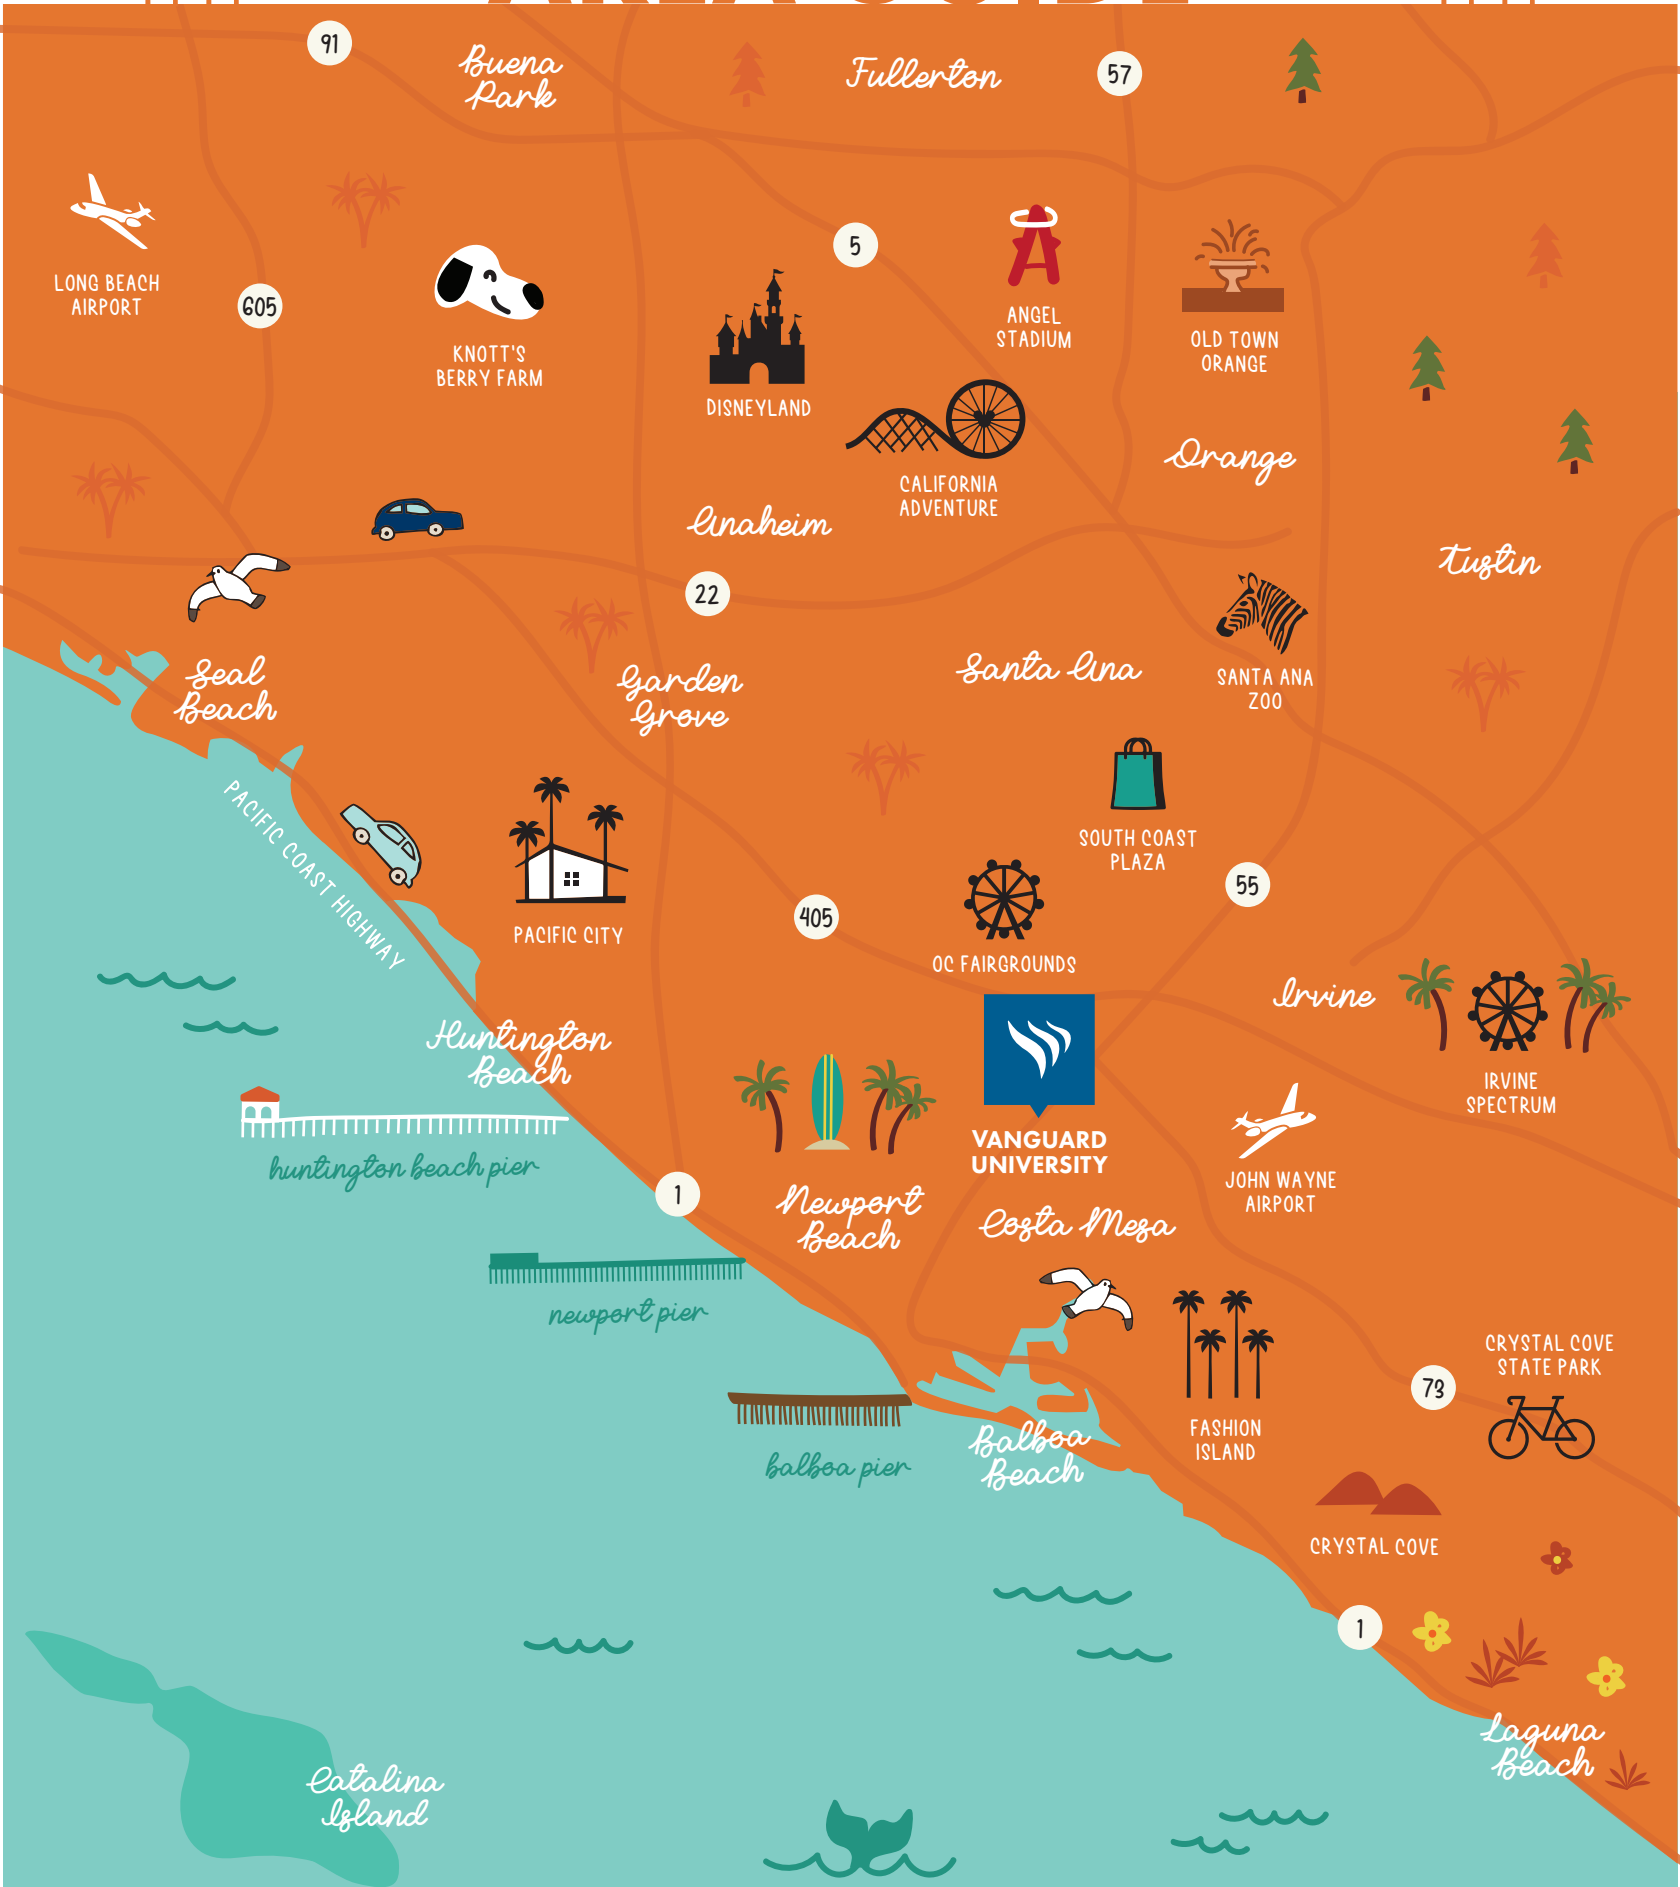 91
Buena
Park
Fullerton
57
LONG BEACH
AIRPORT
605
KNOTT'S
BERRY FARM
5
DISNEYLAND
ANGEL
STADIUM
OLD TOWN
ORANGE
CALIFORNIA
ADVENTURE
Orange
Anaheim
Tustin
22
Seal
Beach
Garden
Grove
Santa Ana
SANTA ANA
ZOO
PACIFIC COAST HIGHWAY
PACIFIC CITY
SOUTH COAST
PLAZA
55
405
OC FAIRGROUNDS
Irvine
IRVINE
SPECTRUM
Huntington
Beach
huntington beach pier
VANGUARD
UNIVERSITY
JOHN WAYNE
AIRPORT
1
Newport
Beach
Costa Mesa
newport pier
FASHION
ISLAND
CRYSTAL COVE
STATE PARK
73
balboa pier
Balboa
Beach
CRYSTAL COVE
1
Laguna
Beach
Catalina
Island